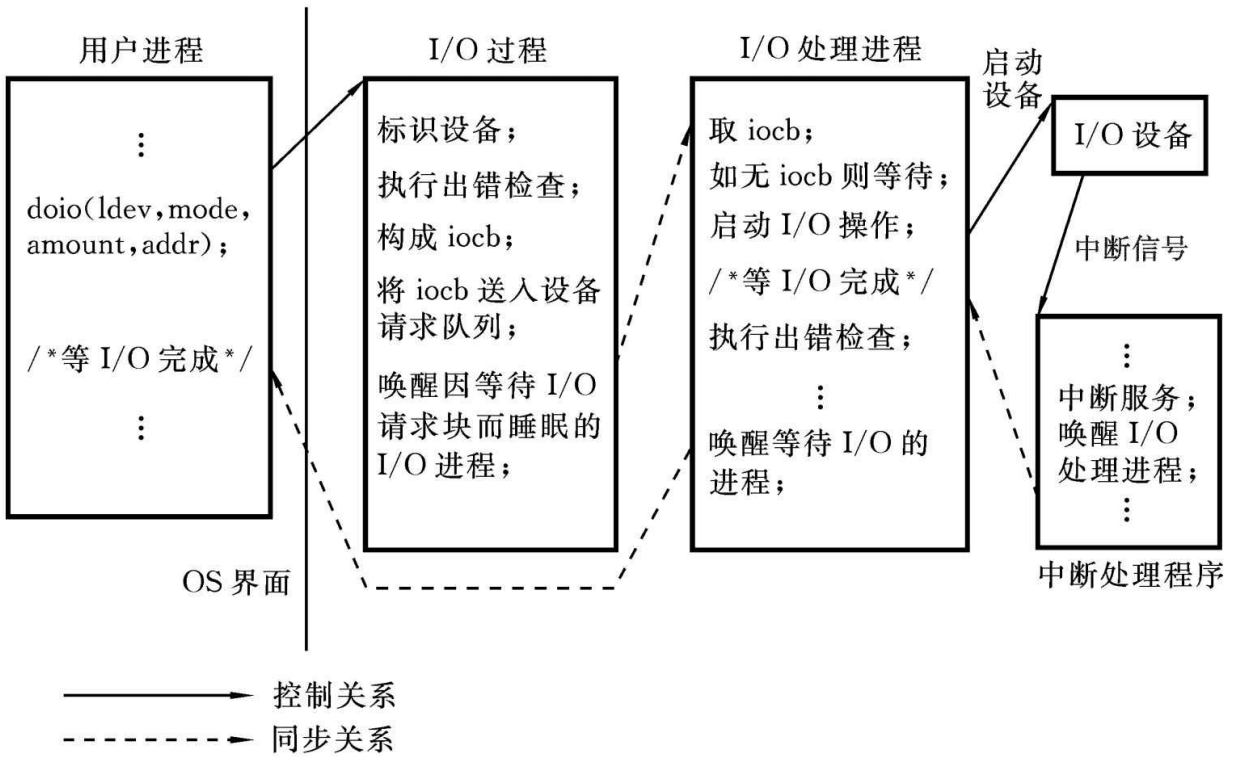 用户进程
⋮
doio(ldev,mode,
amount,addr);
/*等 I/O 完成*/
⋮
OS 界面
I/O 过程
标识设备;
执行出错检查;
构成 iocb;
将 iocb 送入设备
请求队列;
唤醒因等待 I/O
请求块而睡眠的
I/O 进程;
I/O 处理进程
取 iocb;
如无 iocb 则等待;
启动 I/O 操作;
/*等 I/O 完成*/
执行出错检查;
⋮
唤醒等待 I/O 的
进程;
启动
设备
I/O 设备
中断信号
⋮
中断服务;
唤醒 I/O
处理进程;
⋮
中断处理程序
控制关系
同步关系